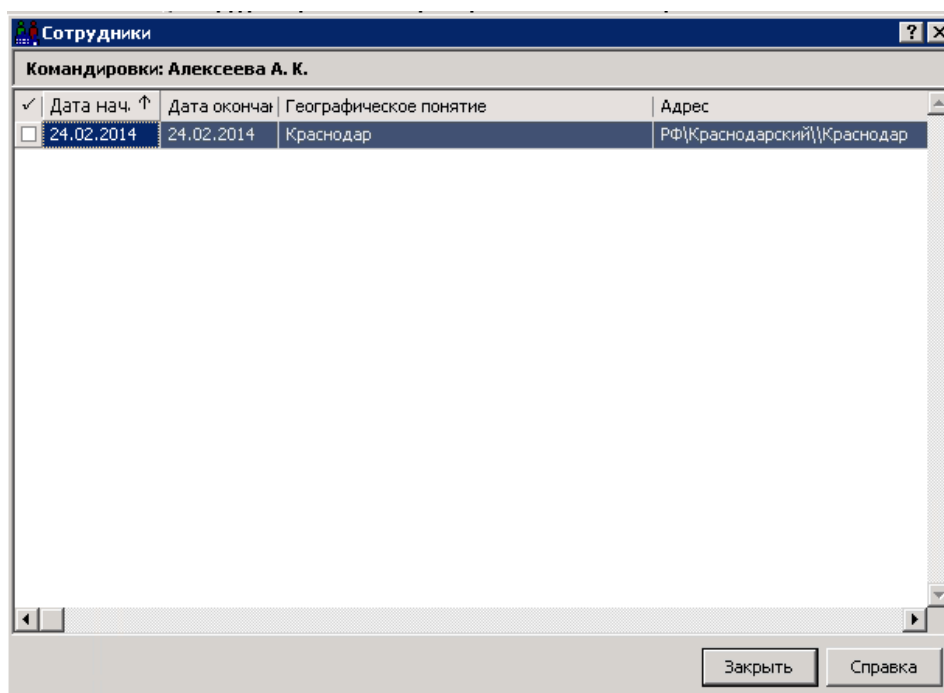 Сотрудники
Командировки: Алексеева А. К.
Дата нач. Дата окончан Географическое понятие Адрес
24.02.2014 24.02.2014 Краснодар РФ\Краснодарский\\Краснодар
Закрыть Справка